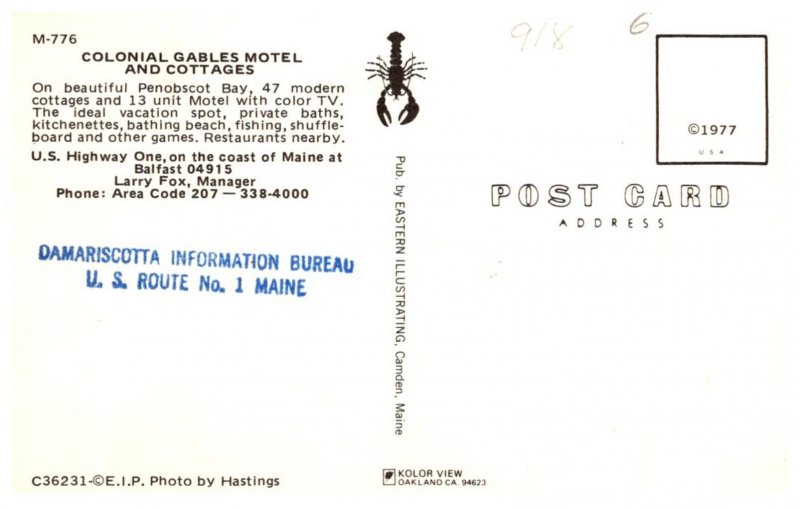 M-776
COLONIAL GABLES MOTEL
AND COTTAGES
On beautiful Penobscot Bay, 47 modern
cottages and 13 unit Motel with color TV.
The ideal vacation spot, private baths,
kitchenettes, bathing beach, fishing, shuffle-
board and other games. Restaurants nearby.
U.S. Highway One, on the coast of Maine at
Balfast 04915
Larry Fox, Manager
Phone: Area Code 207 — 338-4000
DAMARISCOTTA INFORMATION BUREAU
U. S. ROUTE No. 1 MAINE
C36231-©E.I.P. Photo by Hastings
Pub. by EASTERN ILLUSTRATING, Camden, Maine
KOLOR VIEW
OAKLAND CA. 94623
918
6
©1977
U S A
POST CARD
ADDRESS